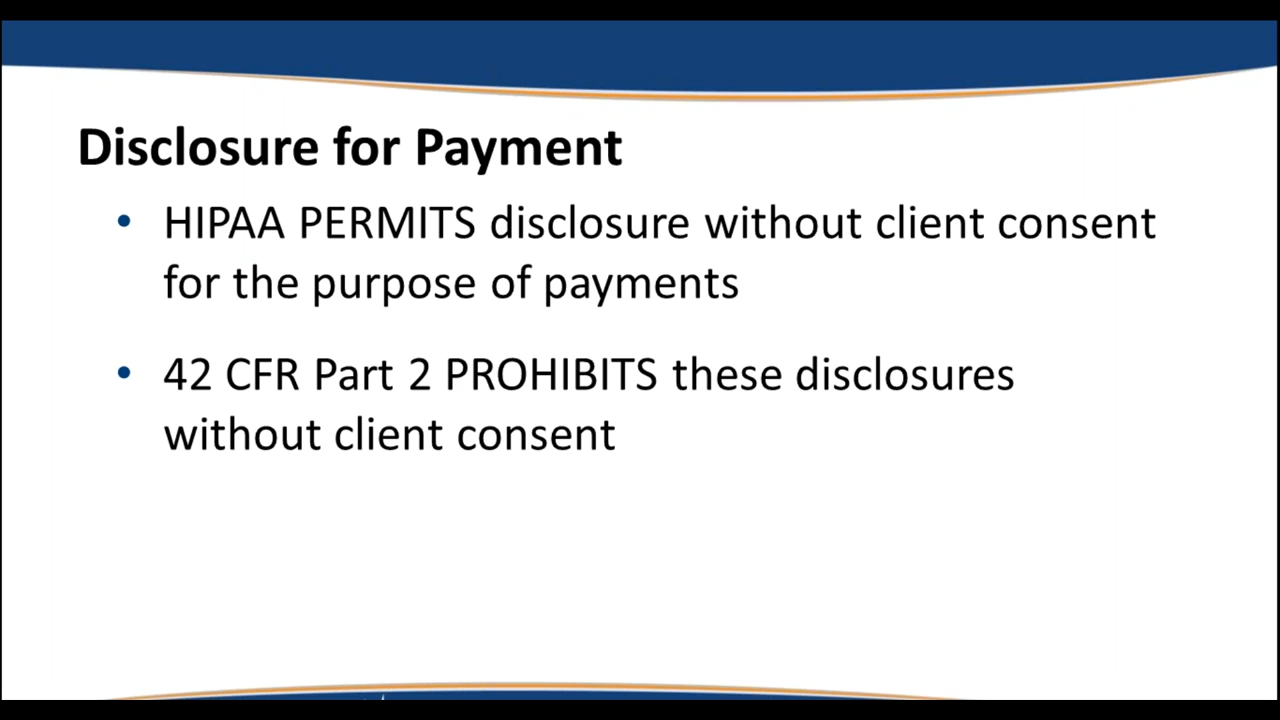 Disclosure for Payment
• HIPAA PERMITS disclosure without client consent
for the purpose of payments
• 42 CFR Part 2 PROHIBITS these disclosures
without client consent